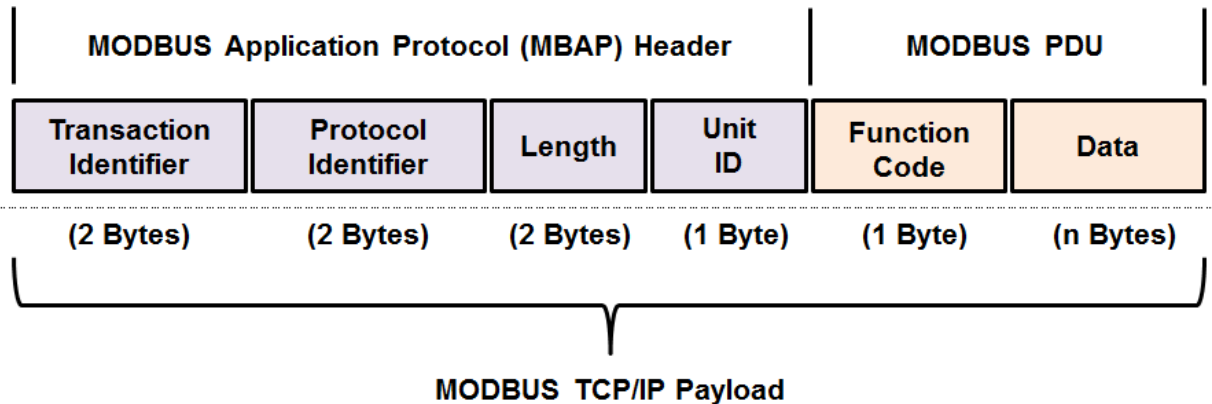 MODBUS Application Protocol (MBAP) Header
MODBUS PDU
Transaction
Identifier
Protocol
Identifier
Length
Unit
ID
Function
Code
Data
(2 Bytes)
(2 Bytes)
(2 Bytes)
(1 Byte)
(1 Byte)
(n Bytes)
MODBUS TCP/IP Payload